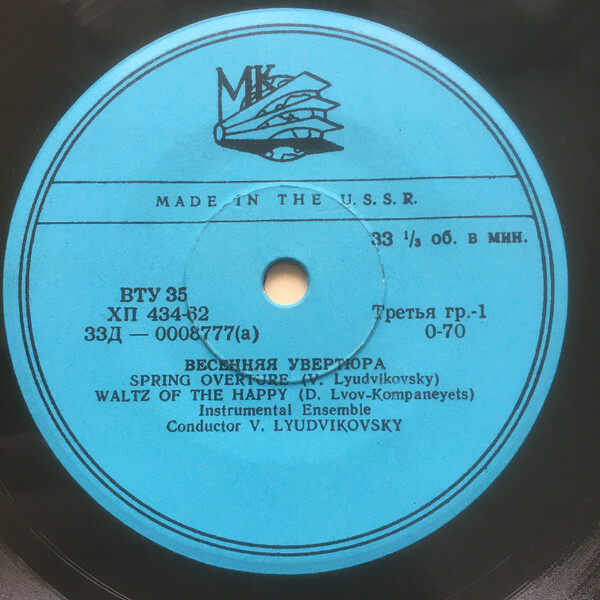 МК
MADE IN THE U.S.S.R.
33 ⅓ об. в мин.
ВТУ 35
ХП 434-62
Третья гр.-1
33Д — 0008777(а)
0-70
ВЕСЕННЯЯ УВЕРТЮРА
SPRING OVERTURE (V. Lyudvikovsky)
WALTZ OF THE HAPPY (D. Lvov-Kompaneyets)
Instrumental Ensemble
Conductor V. LYUDVIKOVSKY